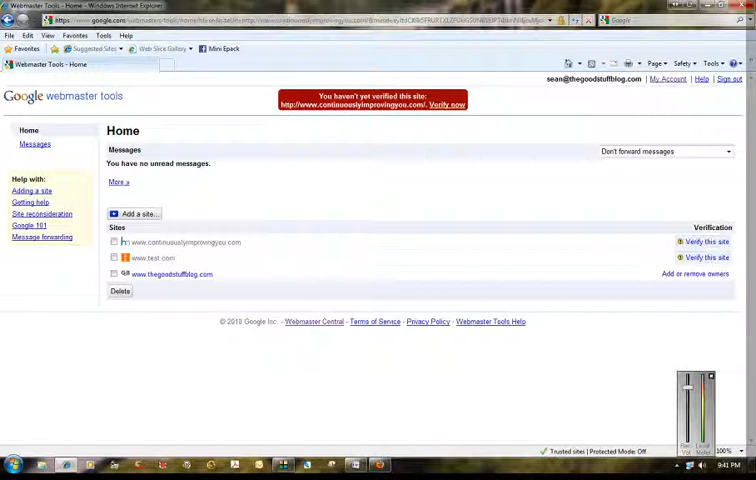 Webmaster Tools - Home - Windows Internet Explorer
File Edit View Favorites Tools Help
Favorites Suggested Sites Web Slice Gallery Mini Epack
Webmaster Tools - Home
Page Safety Tools
sean@thegoodstuffblog.com | My Account | Help | Sign out
Google webmaster tools
You haven't yet verified this site:
http://www.continuouslyimprovingyou.com/. Verify now
Home
Messages
Help with:
Adding a site
Getting help
Site reconsideration
Google 101
Message forwarding
Home
Messages Don't forward messages
You have no unread messages.
More »
Add a site...
Sites Verification
www.continuouslyimprovingyou.com Verify this site
www.test.com Verify this site
www.thegoodstuffblog.com Add or remove owners
Delete
© 2010 Google Inc. - Webmaster Central - Terms of Service - Privacy Policy - Webmaster Tools Help
Rec. Vol Level Meter
Trusted sites | Protected Mode: Off 100%
9:41 PM